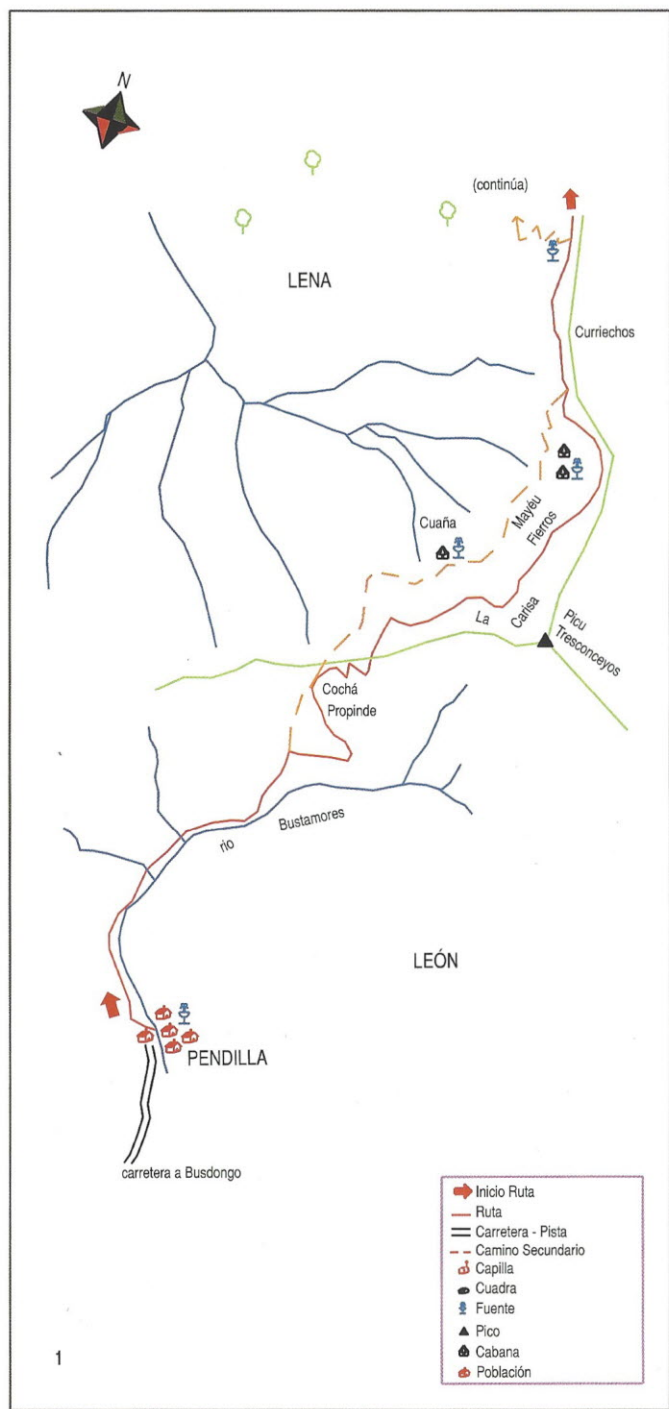 N
(continúa)
LENA
Curriechos
Mayéu
Fierros
Cuaña
La
Carisa
Picu
Tresconceyos
Cochá
Propinde
rio
Bustamores
LEÓN
PENDILLA
carretera a Busdongo
Inicio Ruta
Ruta
Carretera - Pista
Camino Secundario
Capilla
Cuadra
Fuente
Pico
Cabana
Población
1